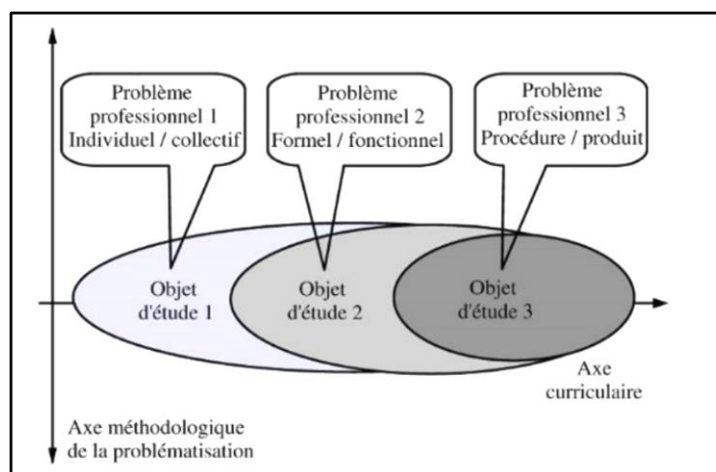 Problème
professionnel 1
Individuel / collectif
Problème
professionnel 2
Formel / fonctionnel
Problème
professionnel 3
Procédure / produit
Objet
d'étude 1
Objet
d'étude 2
Objet
d'étude 3
Axe
curriculaire
Axe méthodologique
de la problématisation